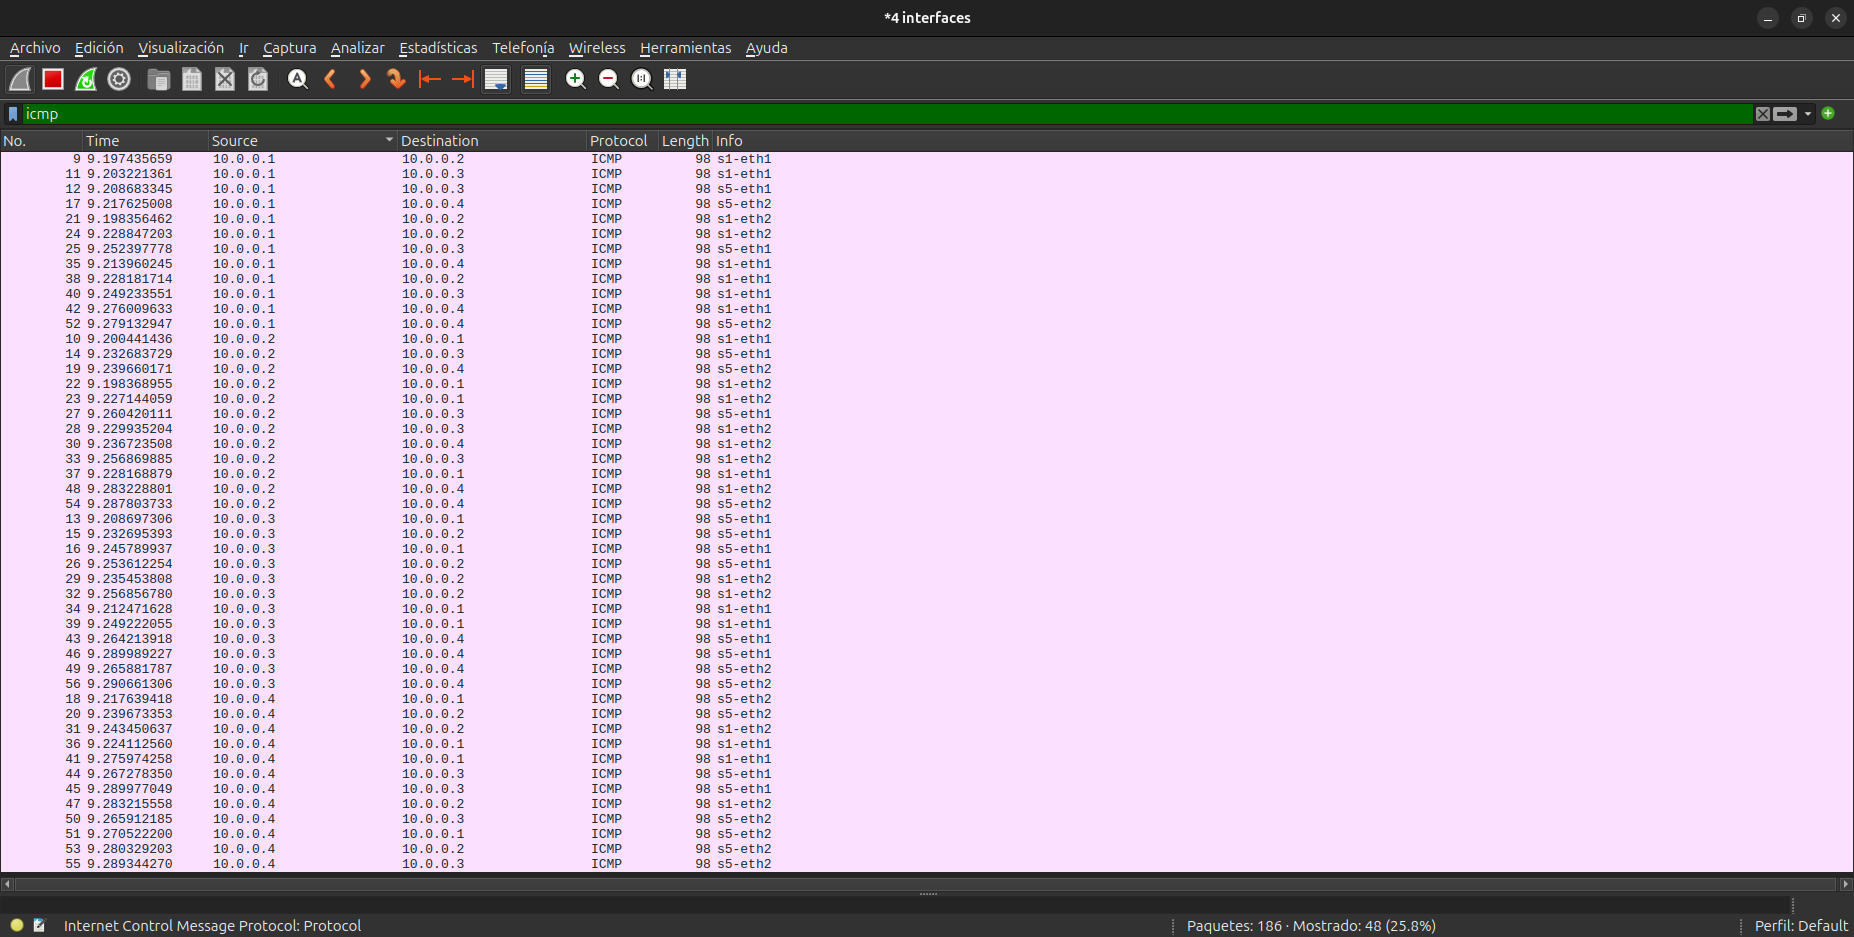 *4 interfaces
Archivo Edición Visualización Ir Captura Analizar Estadísticas Telefonía Wireless Herramientas Ayuda
icmp
No. Time Source Destination Protocol Length Info
9 9.197435659 10.0.0.1 10.0.0.2 ICMP 98 s1-eth1
11 9.203221361 10.0.0.1 10.0.0.3 ICMP 98 s1-eth1
12 9.208683345 10.0.0.1 10.0.0.3 ICMP 98 s5-eth1
17 9.217625008 10.0.0.1 10.0.0.4 ICMP 98 s5-eth2
21 9.198356462 10.0.0.1 10.0.0.2 ICMP 98 s1-eth2
24 9.228847203 10.0.0.1 10.0.0.2 ICMP 98 s1-eth2
25 9.252397778 10.0.0.1 10.0.0.3 ICMP 98 s5-eth1
35 9.213960245 10.0.0.1 10.0.0.4 ICMP 98 s1-eth1
38 9.228181714 10.0.0.1 10.0.0.2 ICMP 98 s1-eth1
40 9.249233551 10.0.0.1 10.0.0.3 ICMP 98 s1-eth1
42 9.276009633 10.0.0.1 10.0.0.4 ICMP 98 s1-eth1
52 9.279132947 10.0.0.1 10.0.0.4 ICMP 98 s5-eth2
10 9.200441436 10.0.0.2 10.0.0.1 ICMP 98 s1-eth1
14 9.232683729 10.0.0.2 10.0.0.3 ICMP 98 s5-eth1
19 9.239660171 10.0.0.2 10.0.0.4 ICMP 98 s5-eth2
22 9.198368955 10.0.0.2 10.0.0.1 ICMP 98 s1-eth2
23 9.227144059 10.0.0.2 10.0.0.1 ICMP 98 s1-eth2
27 9.260420111 10.0.0.2 10.0.0.3 ICMP 98 s5-eth1
28 9.229935204 10.0.0.2 10.0.0.3 ICMP 98 s1-eth2
30 9.236723508 10.0.0.2 10.0.0.4 ICMP 98 s1-eth2
33 9.256869885 10.0.0.2 10.0.0.3 ICMP 98 s1-eth2
37 9.228168879 10.0.0.2 10.0.0.1 ICMP 98 s1-eth1
48 9.283228801 10.0.0.2 10.0.0.4 ICMP 98 s1-eth2
54 9.287803733 10.0.0.2 10.0.0.4 ICMP 98 s5-eth2
13 9.208697306 10.0.0.3 10.0.0.1 ICMP 98 s5-eth1
15 9.232695393 10.0.0.3 10.0.0.2 ICMP 98 s5-eth1
16 9.245789937 10.0.0.3 10.0.0.1 ICMP 98 s5-eth1
26 9.253612254 10.0.0.3 10.0.0.2 ICMP 98 s5-eth1
29 9.235453808 10.0.0.3 10.0.0.2 ICMP 98 s1-eth2
32 9.256856780 10.0.0.3 10.0.0.2 ICMP 98 s1-eth2
34 9.212471628 10.0.0.3 10.0.0.1 ICMP 98 s1-eth1
39 9.249222055 10.0.0.3 10.0.0.1 ICMP 98 s1-eth1
43 9.264213918 10.0.0.3 10.0.0.4 ICMP 98 s5-eth1
46 9.289989227 10.0.0.3 10.0.0.4 ICMP 98 s5-eth1
49 9.265881787 10.0.0.3 10.0.0.4 ICMP 98 s5-eth2
56 9.290661306 10.0.0.3 10.0.0.4 ICMP 98 s5-eth2
18 9.217639418 10.0.0.4 10.0.0.1 ICMP 98 s5-eth2
20 9.239673353 10.0.0.4 10.0.0.2 ICMP 98 s5-eth2
31 9.243450637 10.0.0.4 10.0.0.2 ICMP 98 s1-eth2
36 9.224112560 10.0.0.4 10.0.0.1 ICMP 98 s1-eth1
41 9.275974258 10.0.0.4 10.0.0.1 ICMP 98 s1-eth1
44 9.267278350 10.0.0.4 10.0.0.3 ICMP 98 s5-eth1
45 9.289977049 10.0.0.4 10.0.0.3 ICMP 98 s5-eth1
47 9.283215558 10.0.0.4 10.0.0.2 ICMP 98 s1-eth2
50 9.265912185 10.0.0.4 10.0.0.3 ICMP 98 s5-eth2
51 9.270522200 10.0.0.4 10.0.0.1 ICMP 98 s5-eth2
53 9.280329203 10.0.0.4 10.0.0.2 ICMP 98 s5-eth2
55 9.289344270 10.0.0.4 10.0.0.3 ICMP 98 s5-eth2
Internet Control Message Protocol: Protocol Paquetes: 186 · Mostrado: 48 (25.8%) Perfil: Default